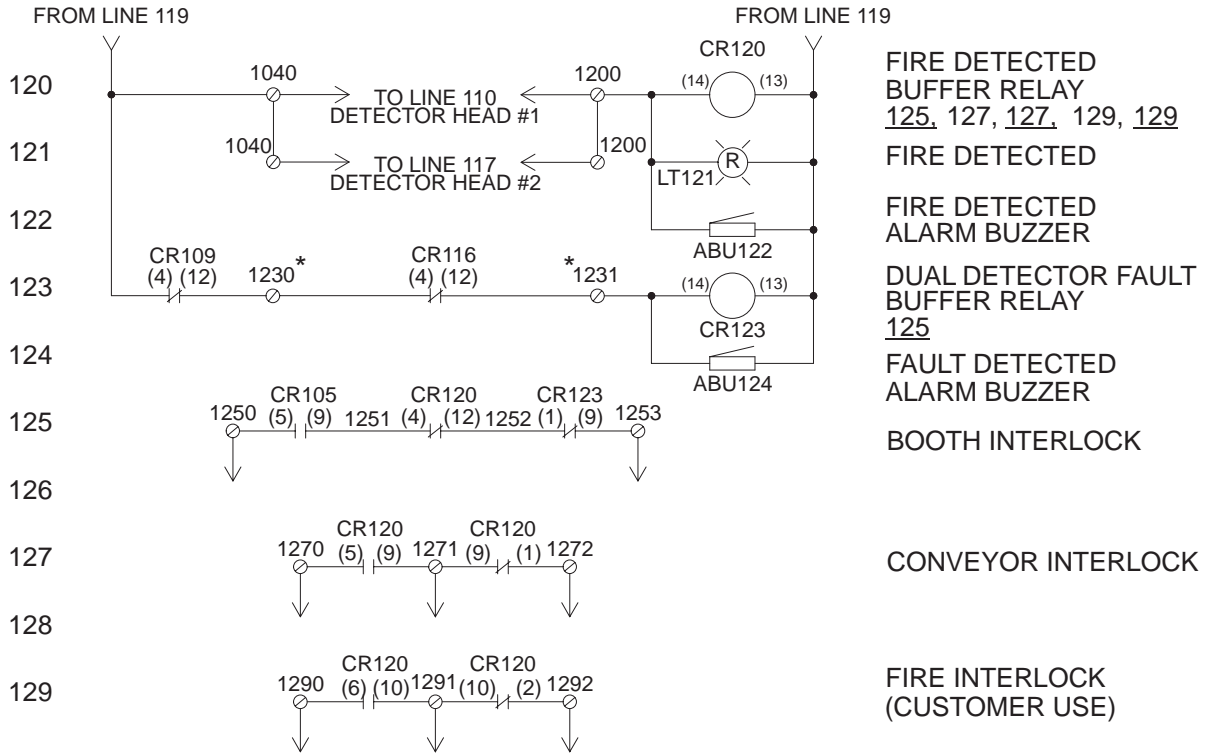 FROM LINE 119
FROM LINE 119
CR120
120
1040
TO LINE 110
DETECTOR HEAD #1
1200
(14)
(13)
FIRE DETECTED
BUFFER RELAY
125, 127, 127, 129, 129
121
1040
TO LINE 117
DETECTOR HEAD #2
1200
LT121
R
FIRE DETECTED
122
ABU122
FIRE DETECTED
ALARM BUZZER
123
CR109
(4) (12)
1230
*
CR116
(4) (12)
*
1231
(14)
(13)
CR123
DUAL DETECTOR FAULT
BUFFER RELAY
125
124
ABU124
FAULT DETECTED
ALARM BUZZER
125
1250
CR105
(5) (9)
1251
CR120
(4) (12)
1252
CR123
(1) (9)
1253
BOOTH INTERLOCK
126
127
1270
CR120
(5) (9)
1271
CR120
(9) (1)
1272
CONVEYOR INTERLOCK
128
129
1290
CR120
(6) (10)
1291
CR120
(10) (2)
1292
FIRE INTERLOCK
(CUSTOMER USE)